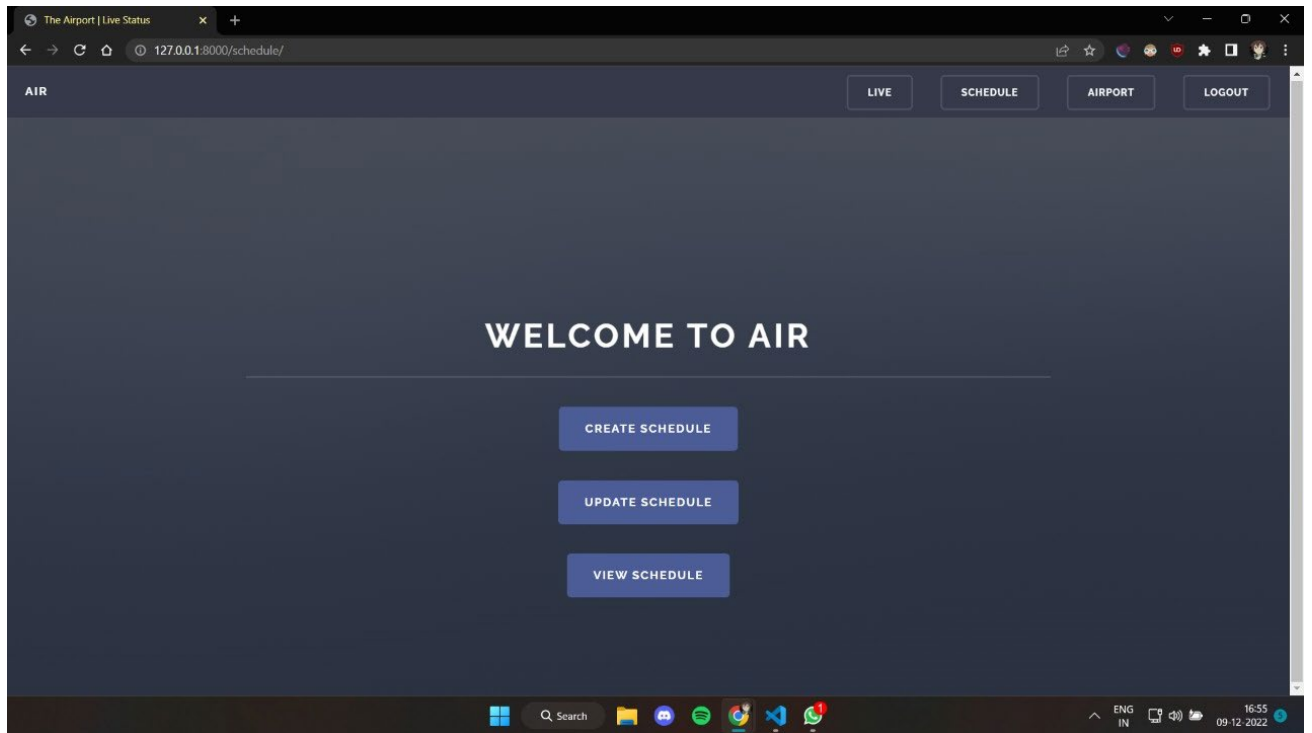 The Airport | Live Status
127.0.0.1:8000/schedule/
AIR
LIVE
SCHEDULE
AIRPORT
LOGOUT
WELCOME TO AIR
CREATE SCHEDULE
UPDATE SCHEDULE
VIEW SCHEDULE
Search
1
ENG
IN
16:55
09-12-2022